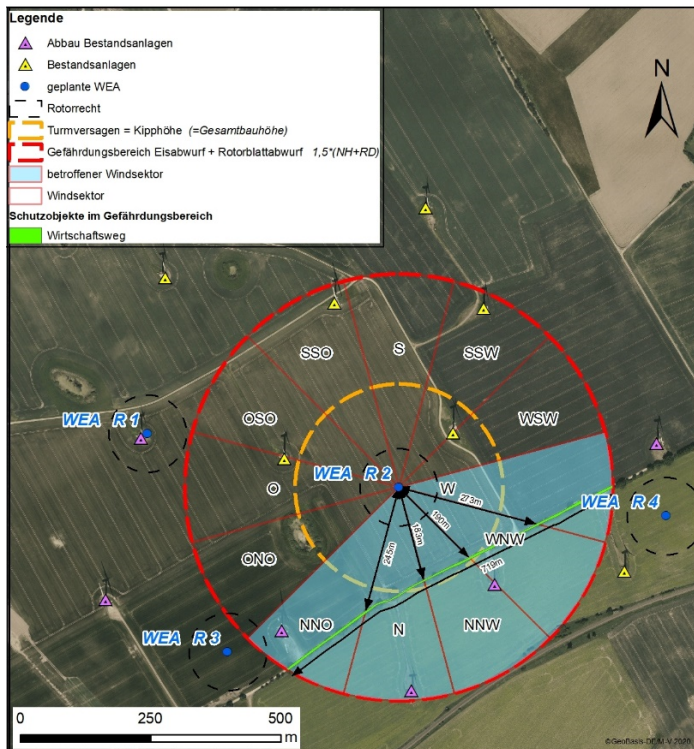 Legende
Abbau Bestandsanlagen
Bestandsanlagen
geplante WEA
Rotorrecht
Turmversagen = Kipphöhe (=Gesamtbauhöhe)
Gefährdungsbereich Eisabwurf + Rotorblattabwurf 1,5*(NH+RD)
betroffener Windsektor
Windsektor
Schutzobjekte im Gefährdungsbereich
Wirtschaftsweg
N
SSO
S
SSW
OSO
WSW
WEA R 1
WEA R 2
O
W
273m
WEA R 4
190m
183m
WNW
245m
719m
ONO
NNO
N
NNW
WEA R 3
0
250
500
m
©GeoBasis-DE/M-V 2020